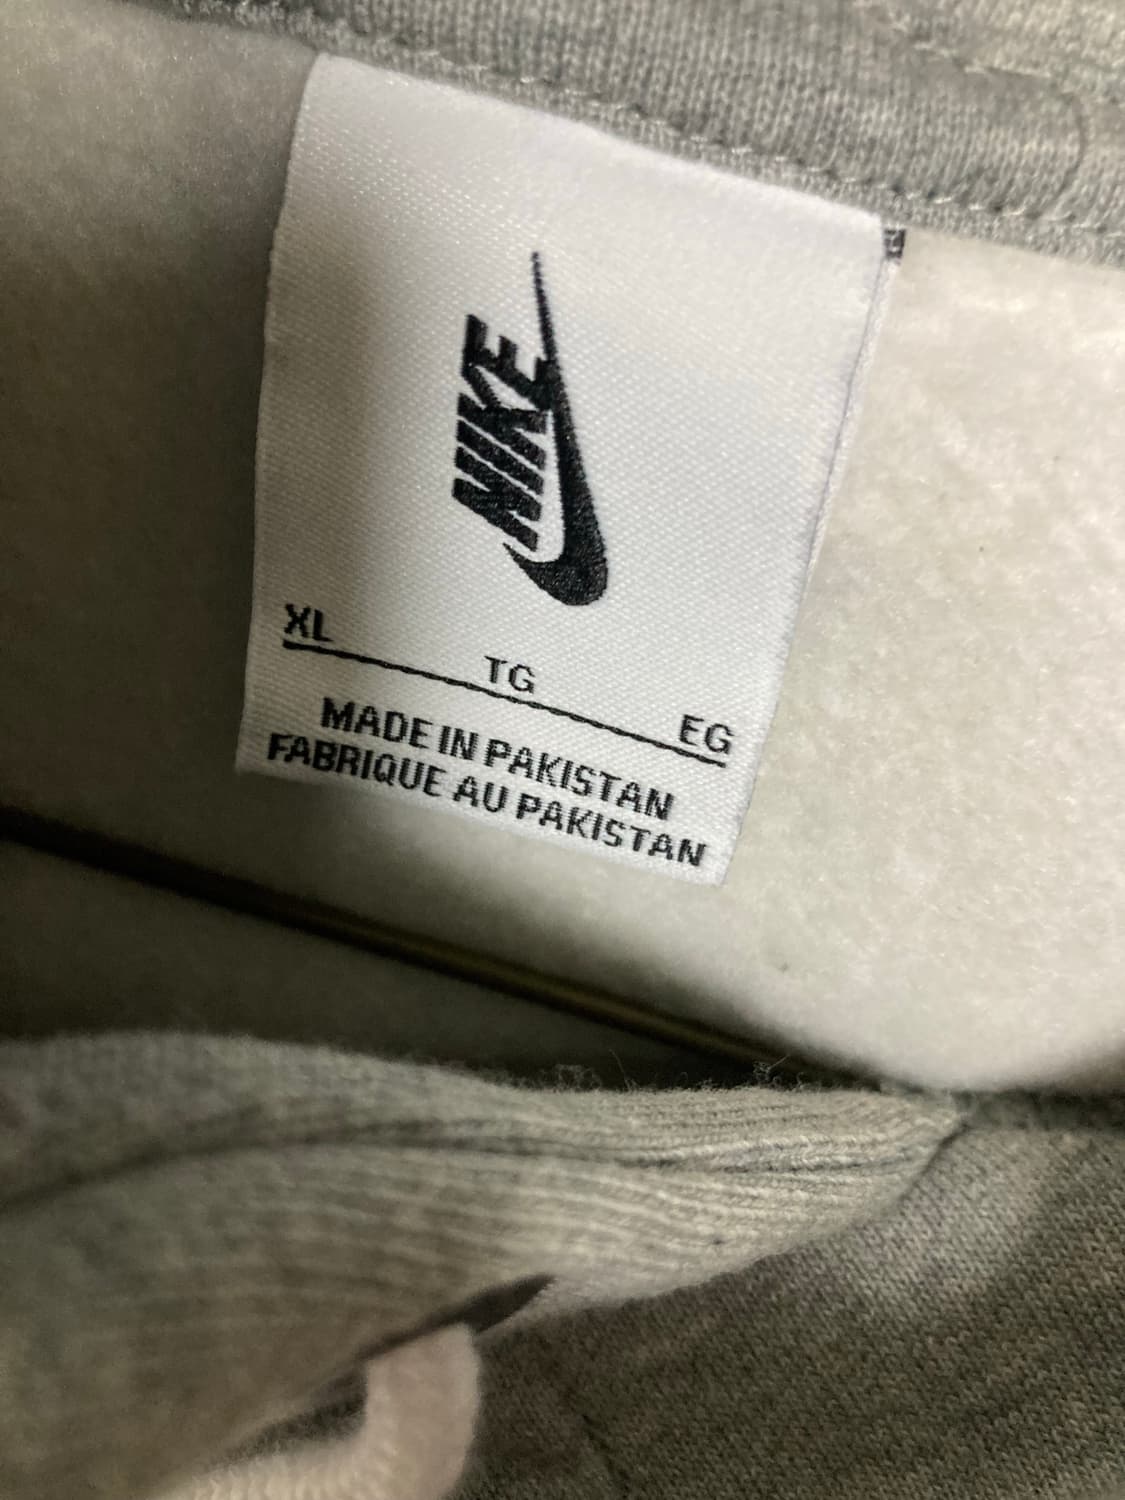 NIKE
XL TG EG
MADE IN PAKISTAN
FABRIQUE AU PAKISTAN